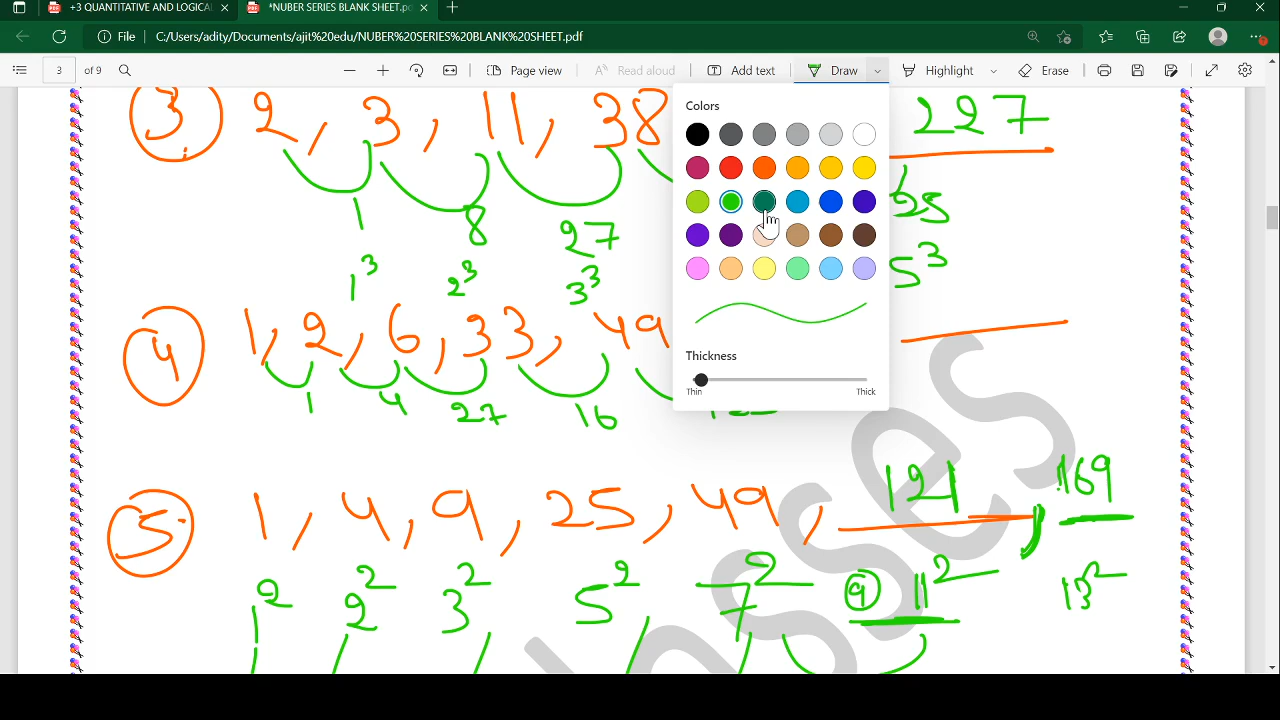 +3 QUANTITATIVE AND LOGICAL
*NUBER SERIES BLANK SHEET.pd
File C:/Users/adity/Documents/ajit%20edu/NUBER%20SERIES%20BLANK%20SHEET.pdf
3 of 9 Page view Read aloud Add text Draw Highlight Erase
Colors
Thickness
Thin Thick
3 2, 3, 11, 38 227
1 8 27
1³ 2³ 3³ 5³
4 1, 2, 6, 33, 49
1 4 27 16
5 1, 4, 9, 25, 49, 121, 169
1² 2² 3² 5² 7² 9 11² 13²